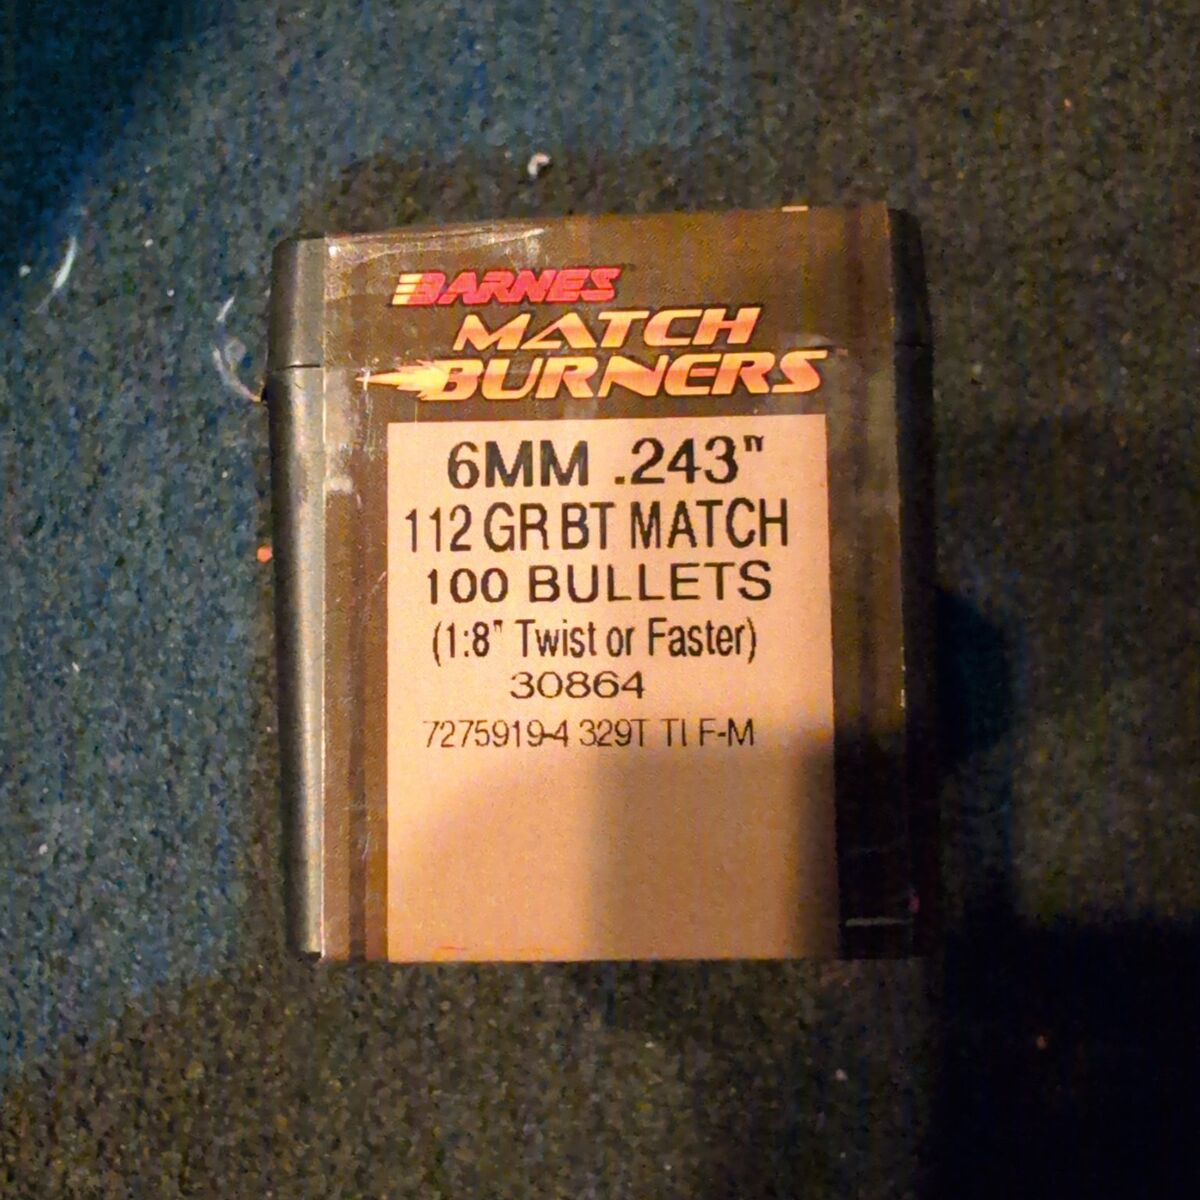 BARNES
MATCH
BURNERS
6MM .243"
112 GR BT MATCH
100 BULLETS
(1:8" Twist or Faster)
30864
7275919-4 329T TI F-M